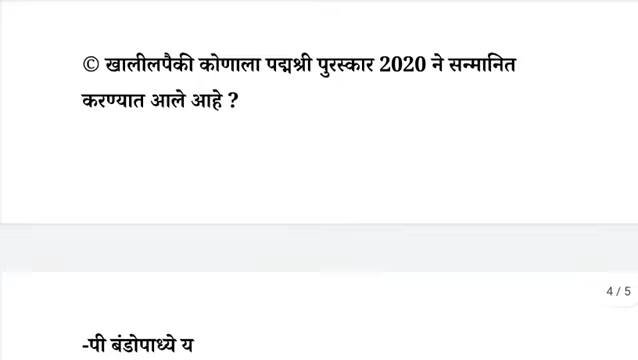 © खालीलपैकी कोणाला पद्मश्री पुरस्कार 2020 ने सन्मानित
करण्यात आले आहे ?
4 / 5
-पी बंडोपाध्ये य